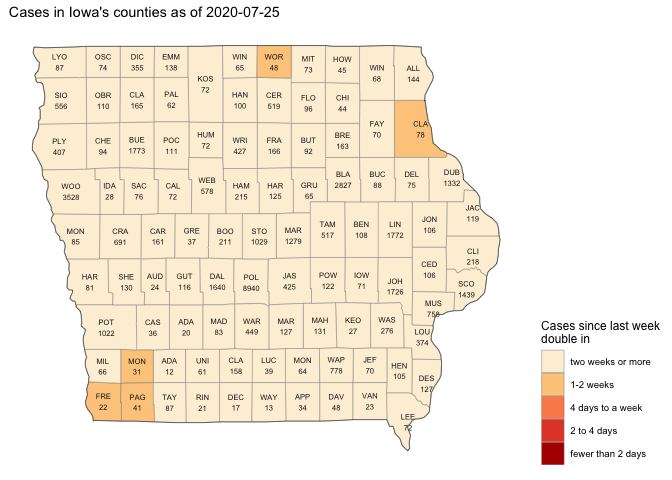 Cases in Iowa's counties as of 2020-07-25
LYO OSC DIC EMM WIN WOR MIT HOW WIN ALL
87 74 355 138 65 48 73 45 68 144
KOS
72
SIO OBR CLA PAL HAN CER FLO CHI
556 110 165 62 100 519 96 44
FAY CLA
70 78
PLY CHE BUE POC HUM WRI FRA BUT BRE
407 94 1773 111 72 427 166 92 163
WOO IDA SAC CAL WEB HAM HAR GRU BLA BUC DEL DUB
3528 28 76 72 578 215 125 65 2827 88 75 1332
MON CRA CAR GRE BOO STO MAR TAM BEN LIN JON JAC
85 691 161 37 211 1029 1279 517 108 1772 106 119
CED CLI
106 218
HAR SHE AUD GUT DAL POL JAS POW IOW JOH SCO
81 130 24 116 1640 8940 425 122 71 1726 1439
MUS
758
POT CAS ADA MAD WAR MAR MAH KEO WAS LOU
1022 36 20 83 449 127 131 27 276 374
MIL MON ADA UNI CLA LUC MON WAP JEF HEN DES
66 31 12 61 158 39 64 778 70 105 127
FRE PAG TAY RIN DEC WAY APP DAV VAN LEE
22 41 87 21 17 13 34 48 23 72
Cases since last week
double in
two weeks or more
1-2 weeks
4 days to a week
2 to 4 days
fewer than 2 days